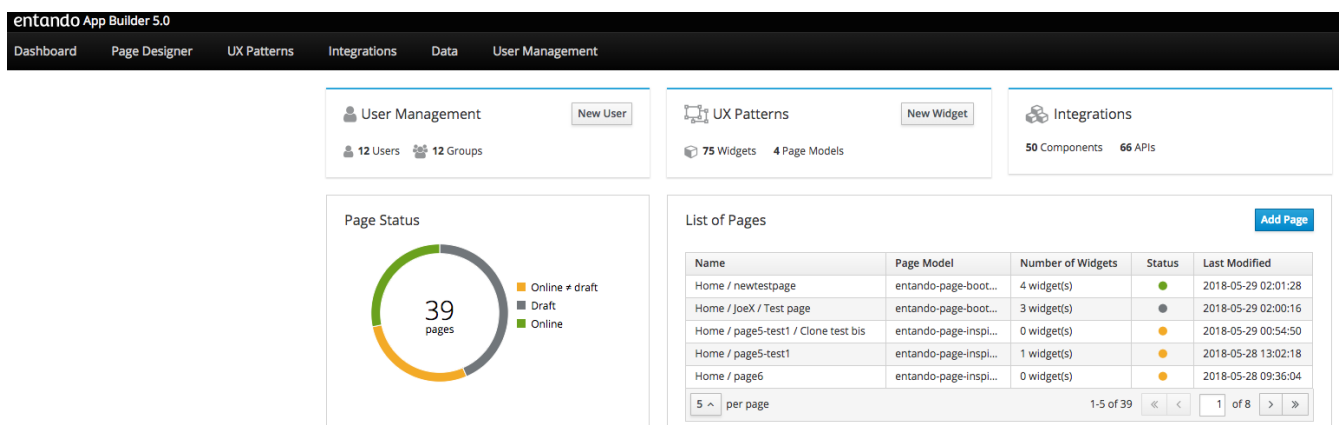 entando App Builder 5.0
Dashboard Page Designer UX Patterns Integrations Data User Management
User Management New User
12 Users 12 Groups
UX Patterns New Widget
75 Widgets 4 Page Models
Integrations
50 Components 66 APIs
Page Status
39
pages
Online ≠ draft
Draft
Online
List of Pages Add Page
Name Page Model Number of Widgets Status Last Modified
Home / newtestpage entando-page-boot... 4 widget(s) 2018-05-29 02:01:28
Home / JoeX / Test page entando-page-boot... 3 widget(s) 2018-05-29 02:00:16
Home / page5-test1 / Clone test bis entando-page-inspi... 0 widget(s) 2018-05-29 00:54:50
Home / page5-test1 entando-page-inspi... 1 widget(s) 2018-05-28 13:02:18
Home / page6 entando-page-inspi... 0 widget(s) 2018-05-28 09:36:04
5 per page 1-5 of 39 « < 1 of 8 > »